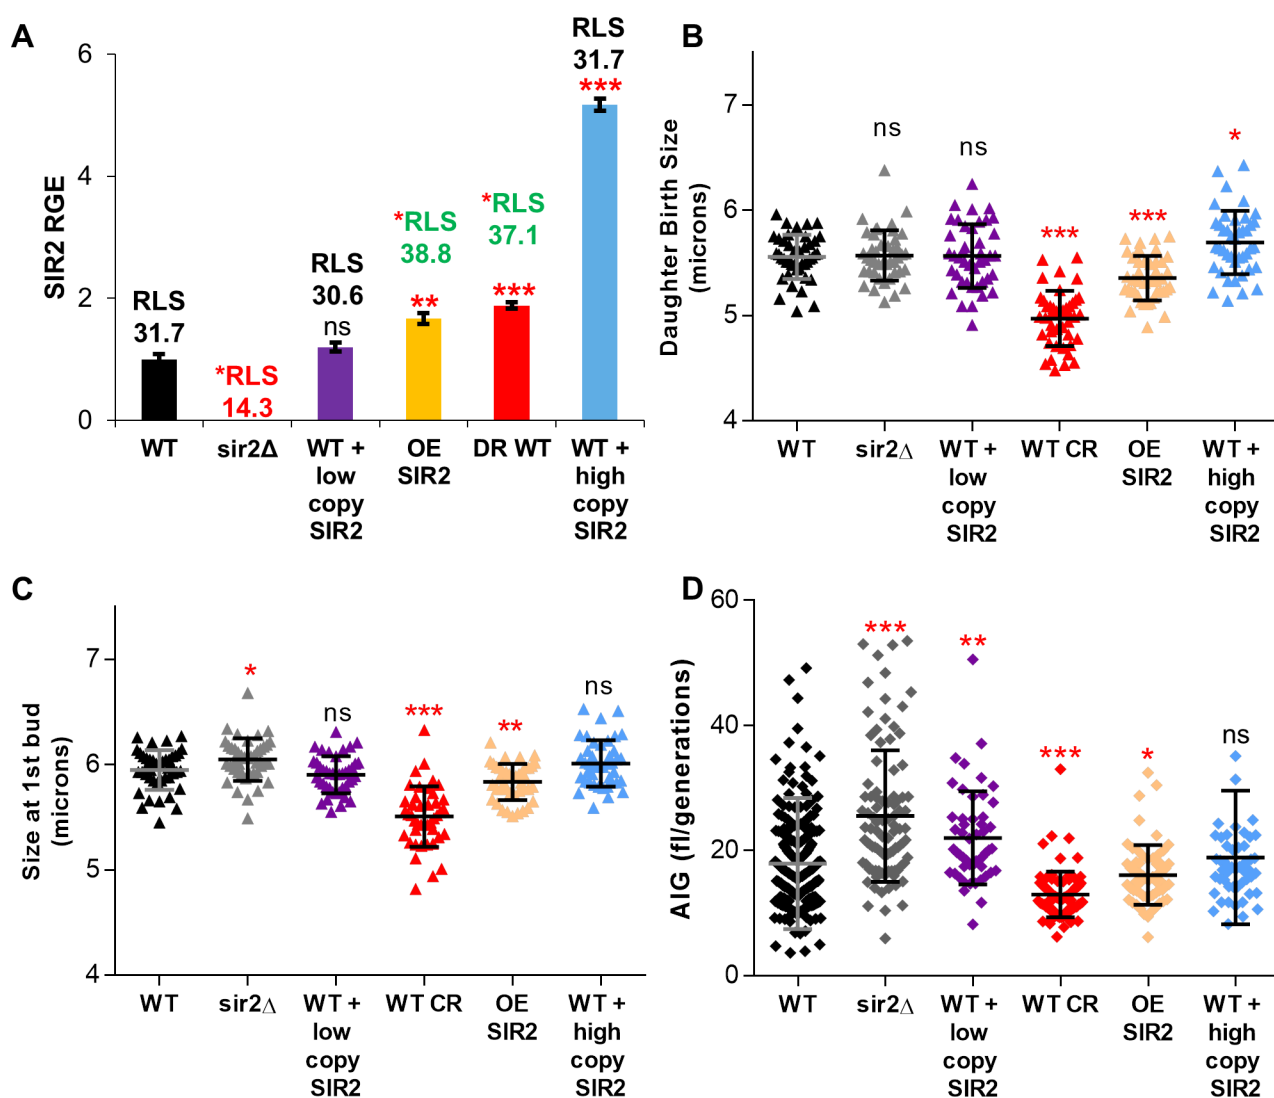 A
SIR2 RGE
6
4
2
0
RLS
31.7
*RLS
14.3
RLS
30.6
ns
*RLS
38.8
**
*RLS
37.1
***
RLS
31.7
***
WT
sir2Δ
WT +
low
copy
SIR2
OE
SIR2
DR WT
WT +
high
copy
SIR2
B
Daughter Birth Size
(microns)
7
6
5
4
ns
ns
***
***
*
WT
sir2Δ
WT +
low
copy
SIR2
WT CR
OE
SIR2
WT +
high
copy
SIR2
C
Size at 1st bud
(microns)
7
6
5
4
*
ns
***
**
ns
WT
sir2Δ
WT +
low
copy
SIR2
WT CR
OE
SIR2
WT +
high
copy
SIR2
D
AIG (fl/generations)
60
40
20
0
***
**
***
*
ns
WT
sir2Δ
WT +
low
copy
SIR2
WT CR
OE
SIR2
WT +
high
copy
SIR2